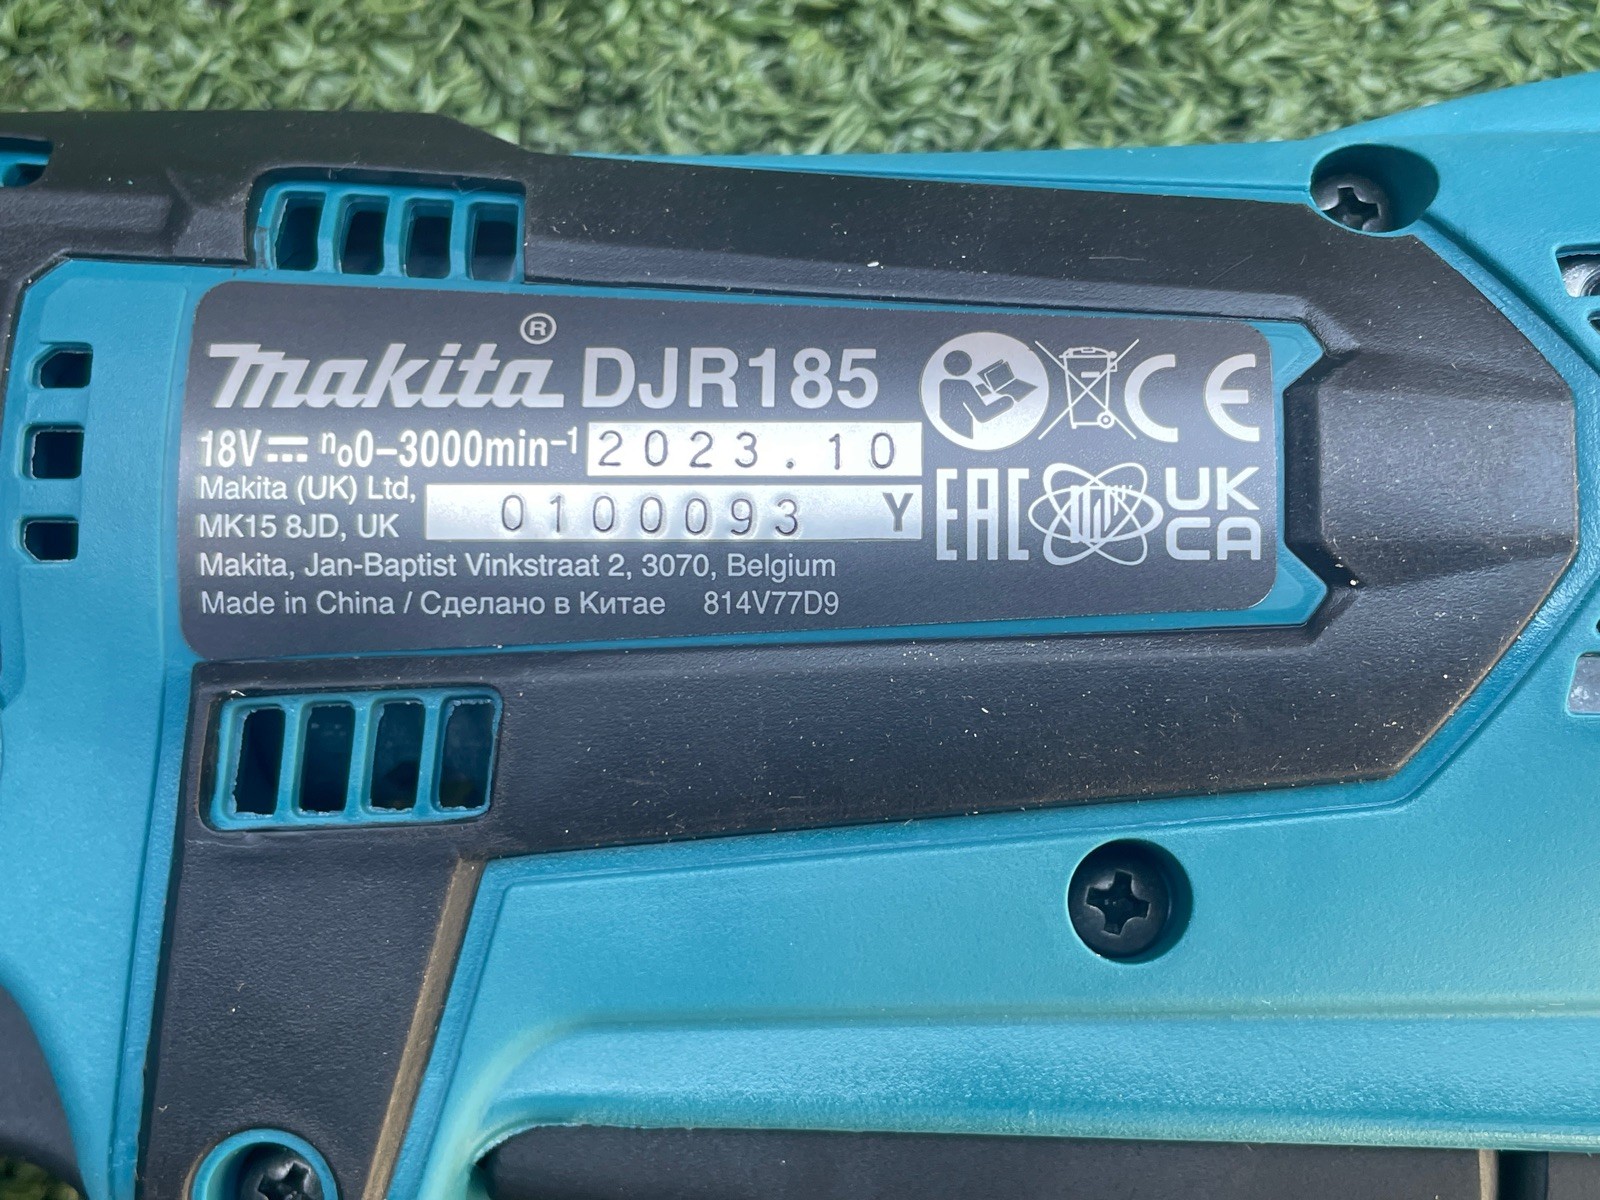 makita® DJR185
18V n₀0-3000min⁻¹ 2023.10
Makita (UK) Ltd,
MK15 8JD, UK 0100093 Y
Makita, Jan-Baptist Vinkstraat 2, 3070, Belgium
Made in China / Сделано в Китае 814V77D9
CE
EAC
UK
CA